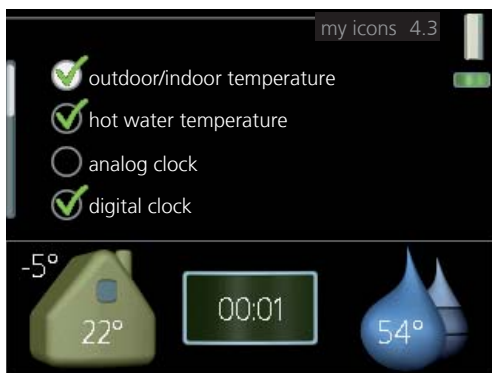 my icons 4.3
outdoor/indoor temperature
hot water temperature
analog clock
digital clock
-5°
22°
00:01
54°